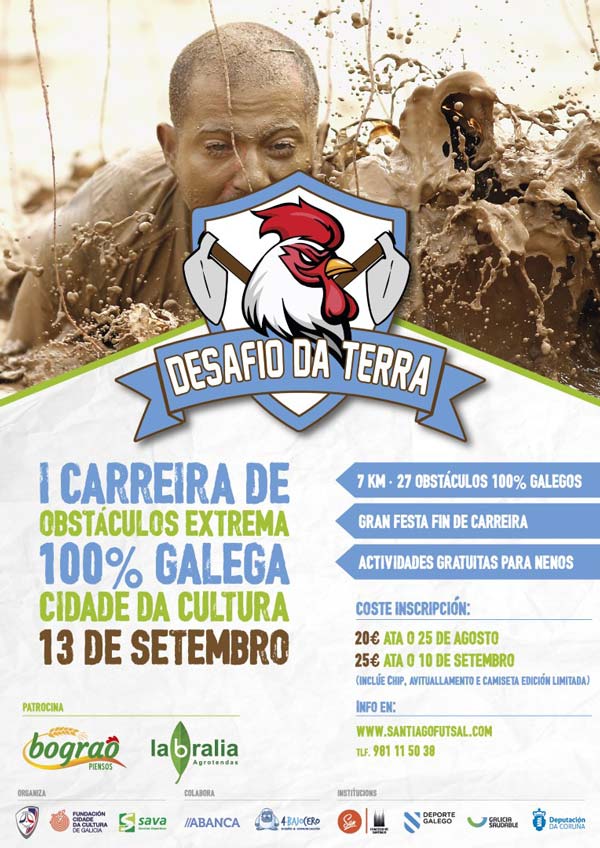 DESAFIO DA TERRA
I CARREIRA DE
OBSTÁCULOS EXTREMA
100% GALEGA
CIDADE DA CULTURA
13 DE SETEMBRO
7 KM · 27 OBSTÁCULOS 100% GALEGOS
GRAN FESTA FIN DE CARREIRA
ACTIVIDADES GRATUITAS PARA NENOS
COSTE INSCRIPCIÓN:
20€ ATA O 25 DE AGOSTO
25€ ATA O 10 DE SETEMBRO
(INCLÚE CHIP, AVITUALLAMENTO E CAMISETA EDICIÓN LIMITADA)
INFO EN:
WWW.SANTIAGOFUTSAL.COM
TLF. 981 11 50 38
PATROCINA
bograo
PIENSOS
labralia
Agrotendas
ORGANIZA
COLABORA
INSTITUCIONS
FUNDACIÓN
CIDADE DA CULTURA
DE GALICIA
sava
ABANCA
4 BAJO CERO
DEPORTE
GALEGO
GALICIA
SAUDABLE
Deputación
DA CORUÑA